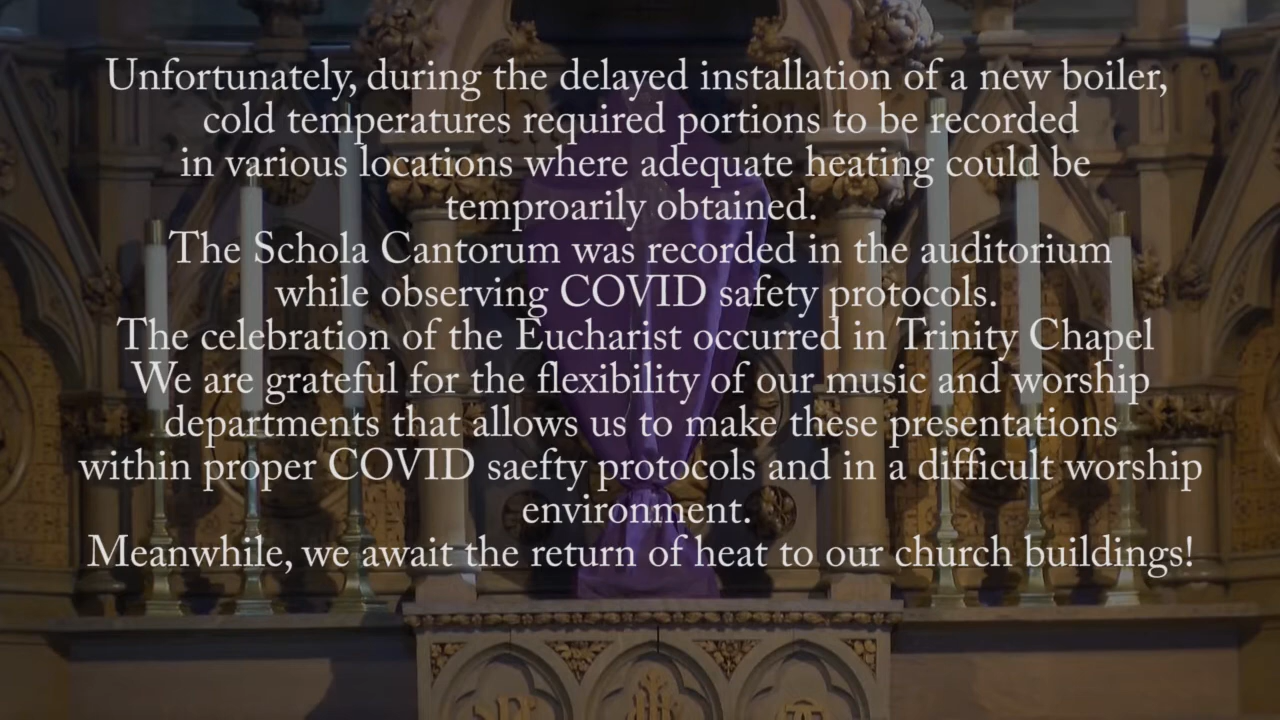 Unfortunately, during the delayed installation of a new boiler,
cold temperatures required portions to be recorded
in various locations where adequate heating could be
temproarily obtained.
The Schola Cantorum was recorded in the auditorium
while observing COVID safety protocols.
The celebration of the Eucharist occurred in Trinity Chapel
We are grateful for the flexibility of our music and worship
departments that allows us to make these presentations
within proper COVID saefty protocols and in a difficult worship
environment.
Meanwhile, we await the return of heat to our church buildings!